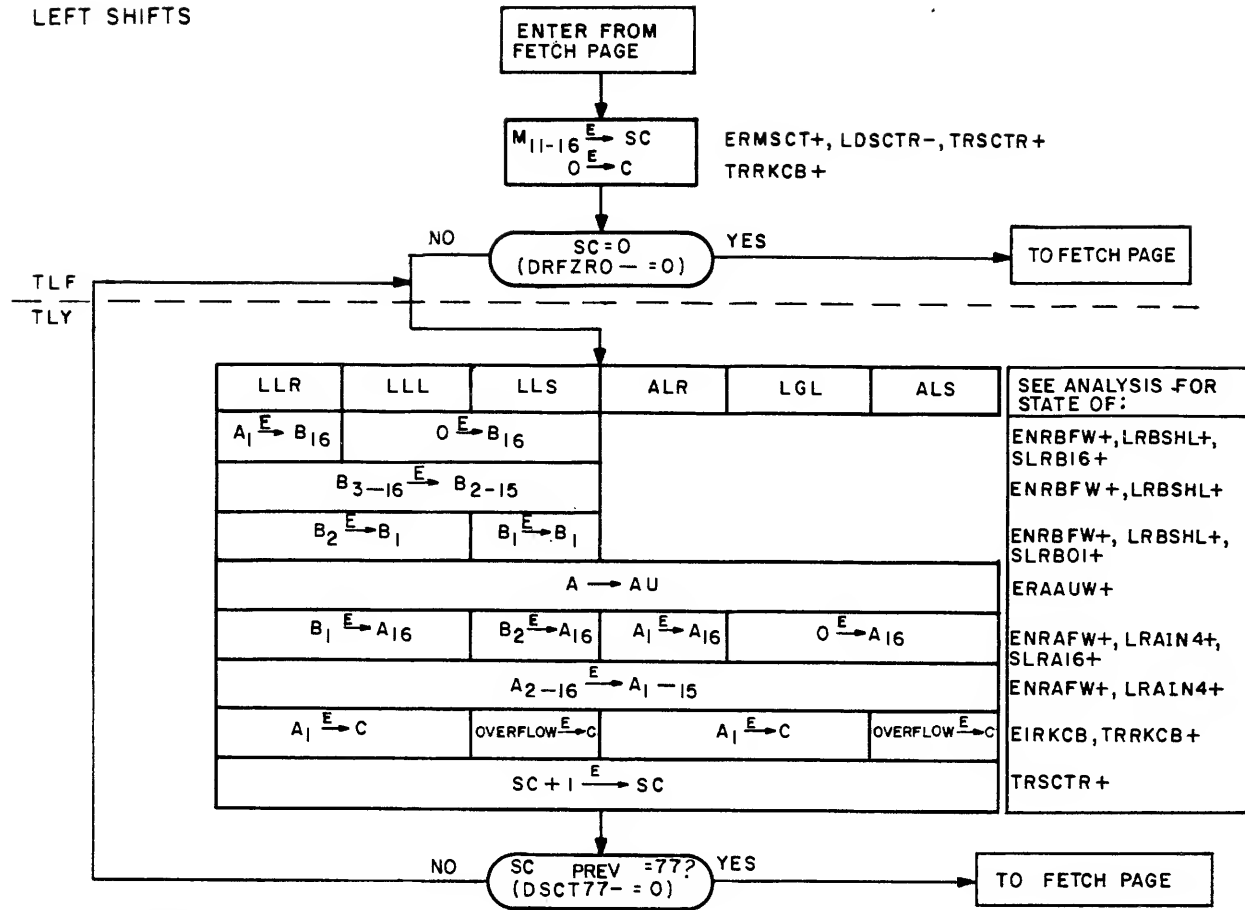 LEFT SHIFTS
ENTER FROM
FETCH PAGE
M11-16 E→ SC
O E→ C
ERMSCT+, LDSCTR-, TRSCTR+
TRRKCB+
NO
SC=0
(DRFZRO— =0)
YES
TO FETCH PAGE
TLF
TLY
LLR LLL LLS ALR LGL ALS
SEE ANALYSIS FOR
STATE OF:
A1 E→ B16
O E→ B16
ENRBFW+, LRBSHL+,
SLRB16+
B3—16 E→ B2-15
ENRBFW+, LRBSHL+
B2 E→ B1
B1 E→ B1
ENRBFW+, LRBSHL+,
SLRB01+
A → AU
ERAAUW+
B1 E→ A16
B2 E→ A16
A1 E→ A16
O E→ A16
ENRAFW+, LRAIN4+,
SLRA16+
A2-16 E→ A1—15
ENRAFW+, LRAIN4+
A1 E→ C
OVERFLOW E→ C
A1 E→ C
OVERFLOW E→ C
EIRKCB, TRRKCB+
SC+1 E→ SC
TRSCTR+
NO
SC PREV =77?
(DSCT77- = 0)
YES
TO FETCH PAGE